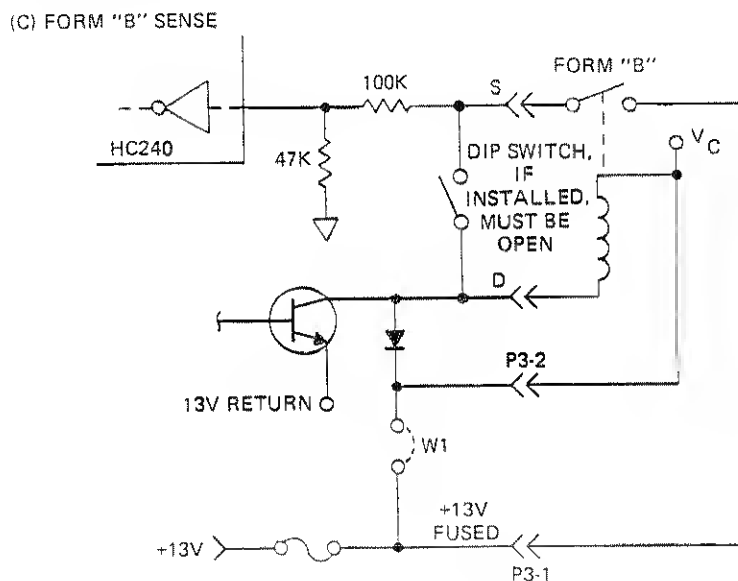 (C) FORM "B" SENSE
HC240
100K
47K
S
FORM "B"
V C
DIP SWITCH,
IF
INSTALLED,
MUST BE
OPEN
D
P3-2
13V RETURN
W1
+13V
FUSED
+13V
P3-1